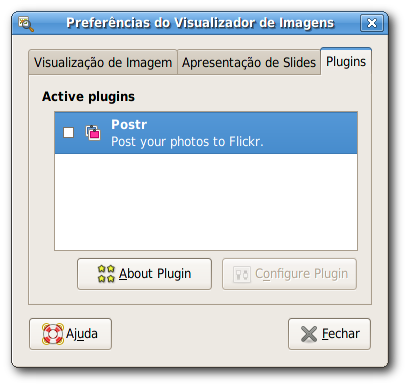 Preferências do Visualizador de Imagens
Visualização de Imagem Apresentação de Slides Plugins
Active plugins
Postr
Post your photos to Flickr.
About Plugin Configure Plugin
Ajuda Fechar